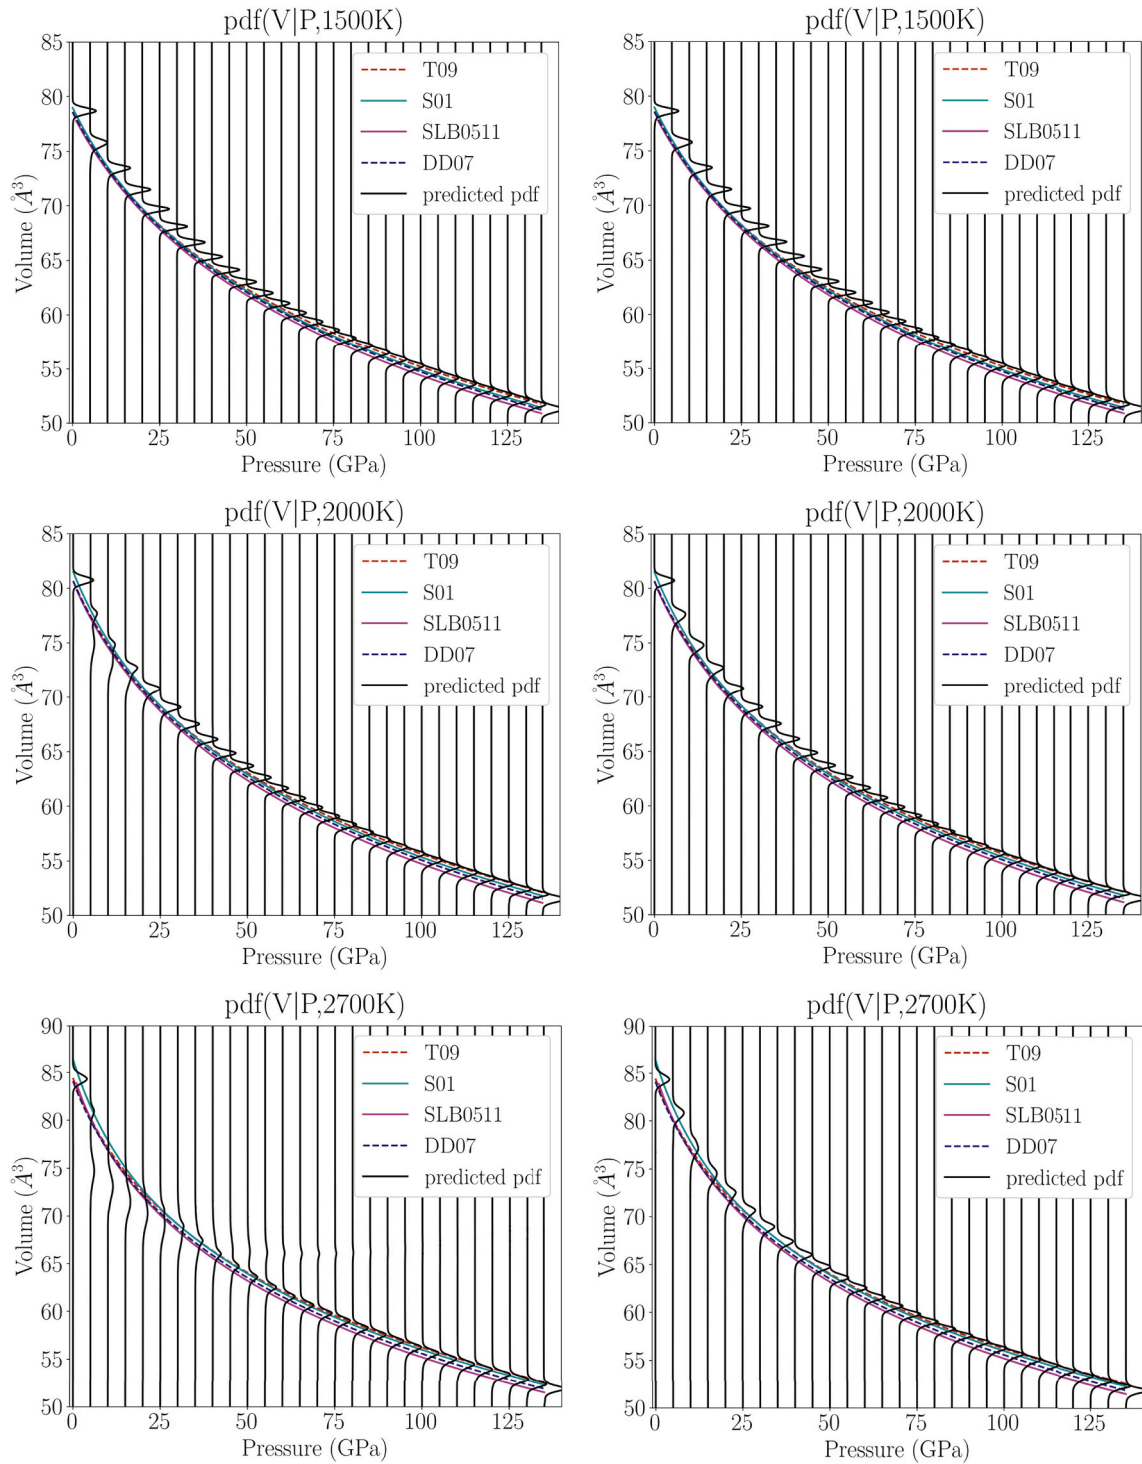 pdf(V|P,1500K)
85
80
75
70
65
60
55
50
Volume (Å³)
T09
S01
SLB0511
DD07
predicted pdf
0 25 50 75 100 125
Pressure (GPa)
pdf(V|P,1500K)
85
80
75
70
65
60
55
50
Volume (Å³)
T09
S01
SLB0511
DD07
predicted pdf
0 25 50 75 100 125
Pressure (GPa)
pdf(V|P,2000K)
85
80
75
70
65
60
55
50
Volume (Å³)
T09
S01
SLB0511
DD07
predicted pdf
0 25 50 75 100 125
Pressure (GPa)
pdf(V|P,2000K)
85
80
75
70
65
60
55
50
Volume (Å³)
T09
S01
SLB0511
DD07
predicted pdf
0 25 50 75 100 125
Pressure (GPa)
pdf(V|P,2700K)
90
85
80
75
70
65
60
55
50
Volume (Å³)
T09
S01
SLB0511
DD07
predicted pdf
0 25 50 75 100 125
Pressure (GPa)
pdf(V|P,2700K)
90
85
80
75
70
65
60
55
50
Volume (Å³)
T09
S01
SLB0511
DD07
predicted pdf
0 25 50 75 100 125
Pressure (GPa)